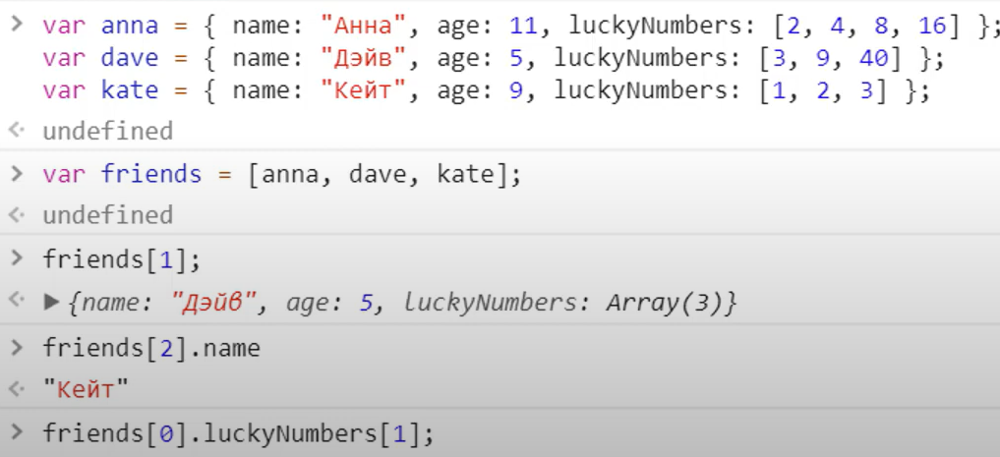 > var anna = { name: "Анна", age: 11, luckyNumbers: [2, 4, 8, 16] };
var dave = { name: "Дэйв", age: 5, luckyNumbers: [3, 9, 40] };
var kate = { name: "Кейт", age: 9, luckyNumbers: [1, 2, 3] };
undefined
> var friends = [anna, dave, kate];
undefined
> friends[1];
{name: "Дэйв", age: 5, luckyNumbers: Array(3)}
> friends[2].name
"Кейт"
> friends[0].luckyNumbers[1];